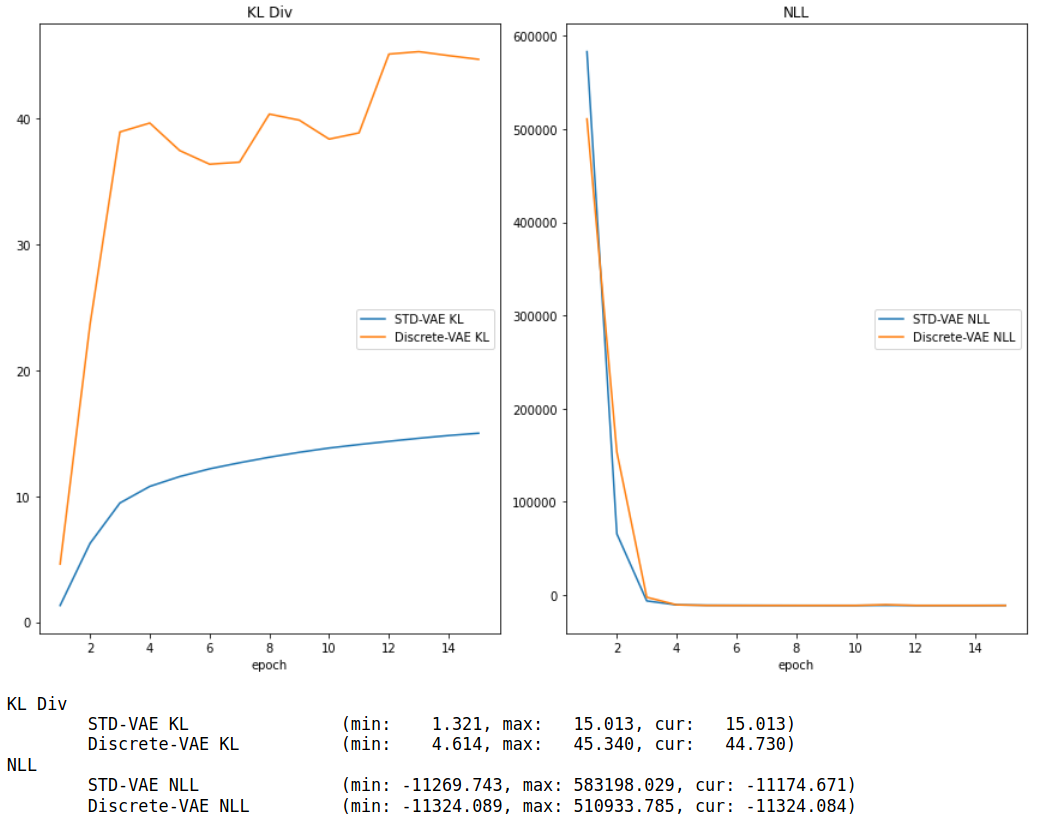 KL Div
40
30
20
10
0
2 4 6 8 10 12 14
epoch
STD-VAE KL
Discrete-VAE KL
NLL
600000
500000
400000
300000
200000
100000
0
2 4 6 8 10 12 14
epoch
STD-VAE NLL
Discrete-VAE NLL
KL Div
STD-VAE KL (min: 1.321, max: 15.013, cur: 15.013)
Discrete-VAE KL (min: 4.614, max: 45.340, cur: 44.730)
NLL
STD-VAE NLL (min: -11269.743, max: 583198.029, cur: -11174.671)
Discrete-VAE NLL (min: -11324.089, max: 510933.785, cur: -11324.084)